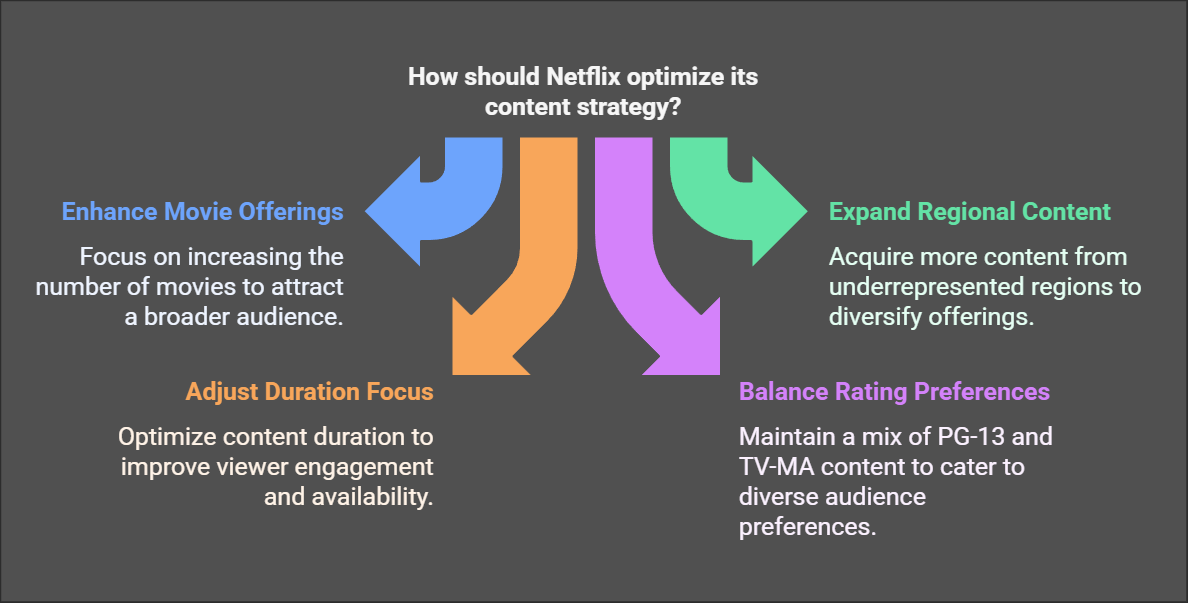 How should Netflix optimize its
content strategy?
Enhance Movie Offerings
Focus on increasing the
number of movies to attract
a broader audience.
Expand Regional Content
Acquire more content from
underrepresented regions to
diversify offerings.
Adjust Duration Focus
Optimize content duration to
improve viewer engagement
and availability.
Balance Rating Preferences
Maintain a mix of PG-13 and
TV-MA content to cater to
diverse audience
preferences.